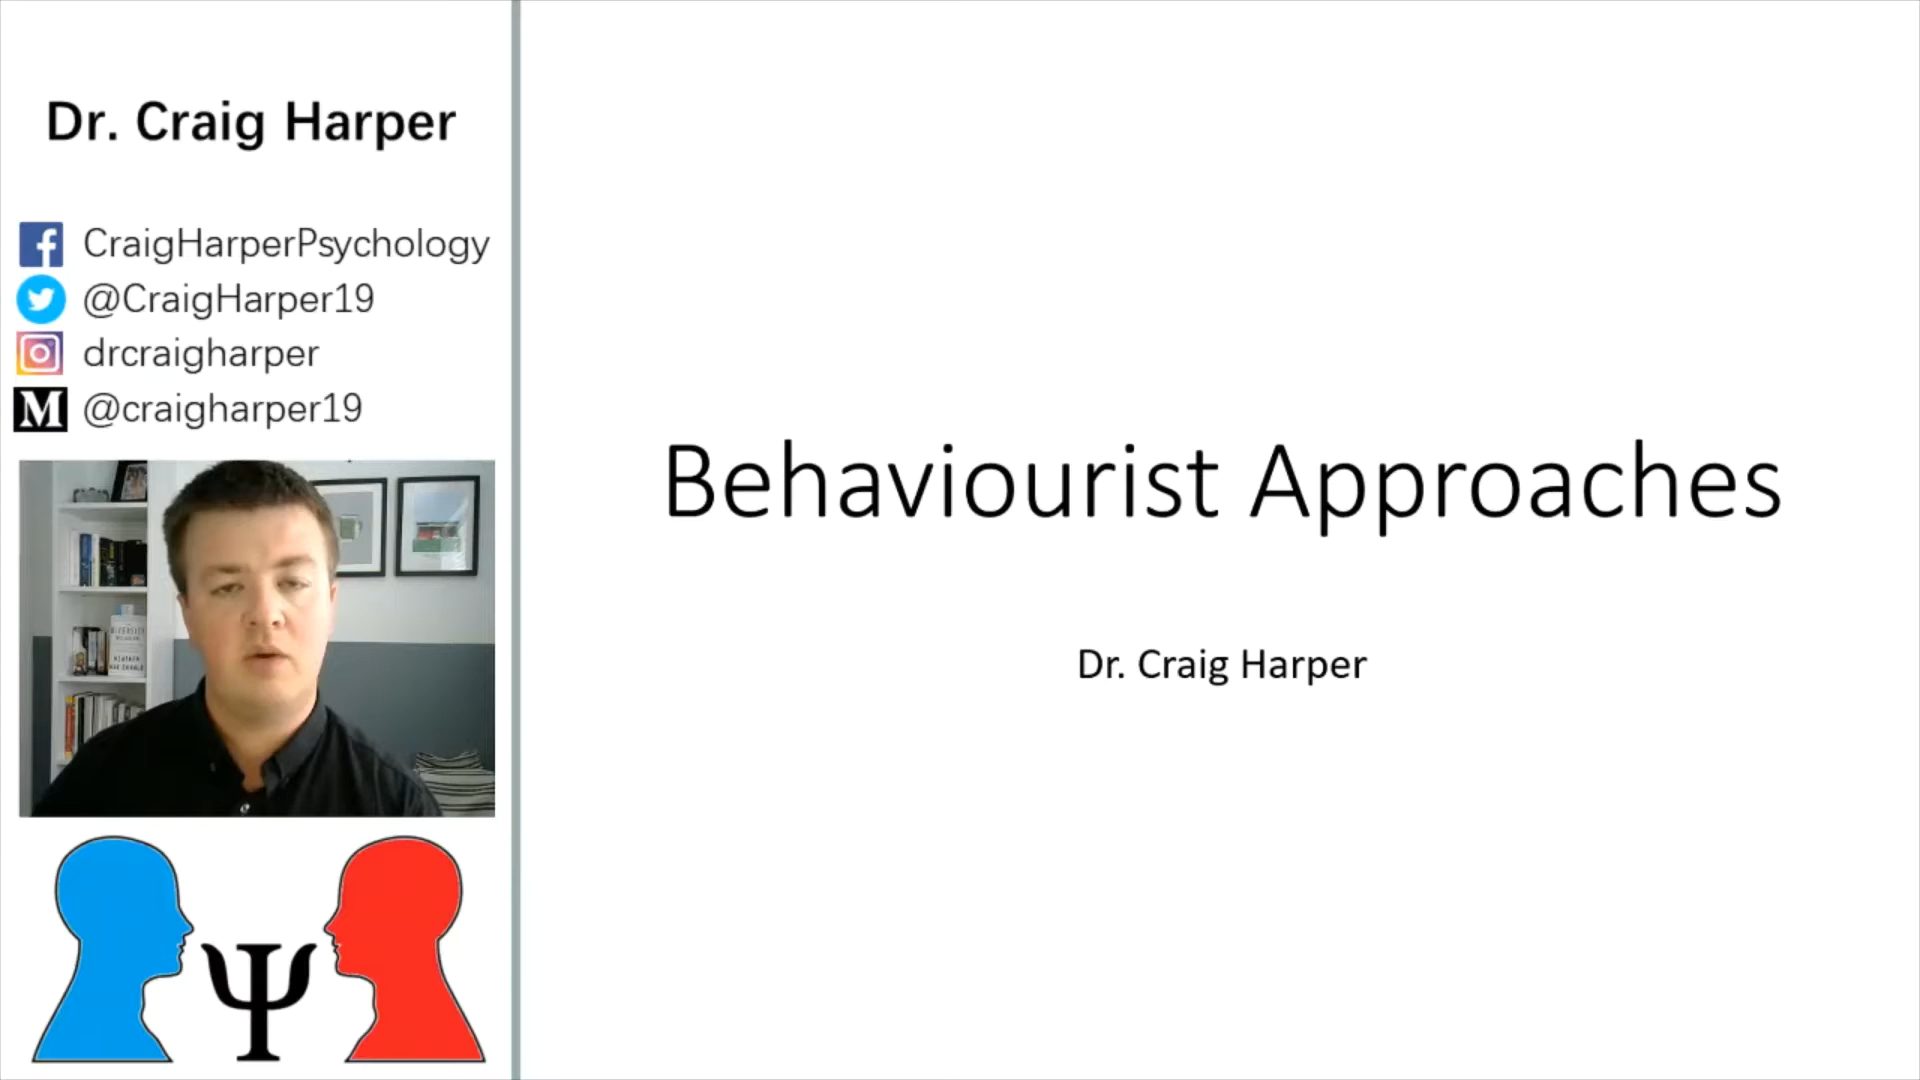 Dr. Craig Harper
CraigHarperPsychology
@CraigHarper19
drcraigharper
M @craigharper19
Ψ
Behaviourist Approaches
Dr. Craig Harper